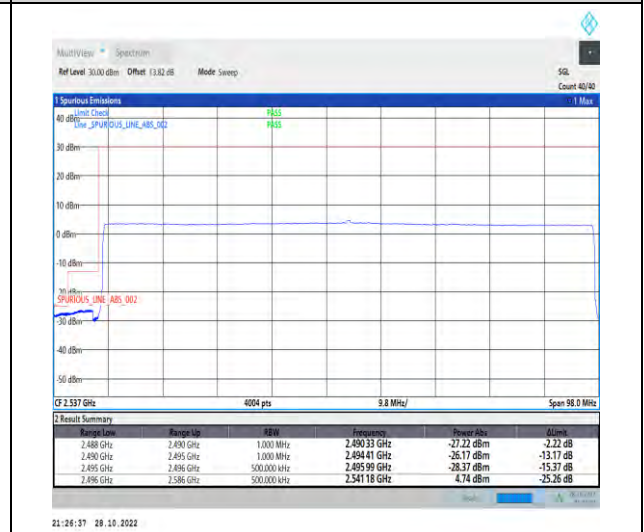 MultiView Spectrum
Ref Level 30.00 dBm Offset 13.82 dB Mode Sweep SGL
Count 40/40
1 Spurious Emissions 1 Max
Limit Check PASS
40 dBm
Line _SPURIOUS_LINE_ABS_002 PASS
30 dBm
20 dBm
10 dBm
0 dBm
-10 dBm
-20 dBm
SPURIOUS_LINE_ABS_002
-30 dBm
-40 dBm
-50 dBm
CF 2.537 GHz 4004 pts 9.8 MHz/ Span 98.0 MHz
2 Result Summary
Range Low Range Up RBW Frequency Power Abs ΔLimit
2.488 GHz 2.490 GHz 1.000 MHz 2.490 33 GHz -27.22 dBm -2.22 dB
2.490 GHz 2.495 GHz 1.000 MHz 2.494 41 GHz -26.17 dBm -13.17 dB
2.495 GHz 2.496 GHz 500.000 kHz 2.495 99 GHz -28.37 dBm -15.37 dB
2.496 GHz 2.586 GHz 500.000 kHz 2.541 18 GHz 4.74 dBm -25.26 dB
21:26:37 28.10.2022